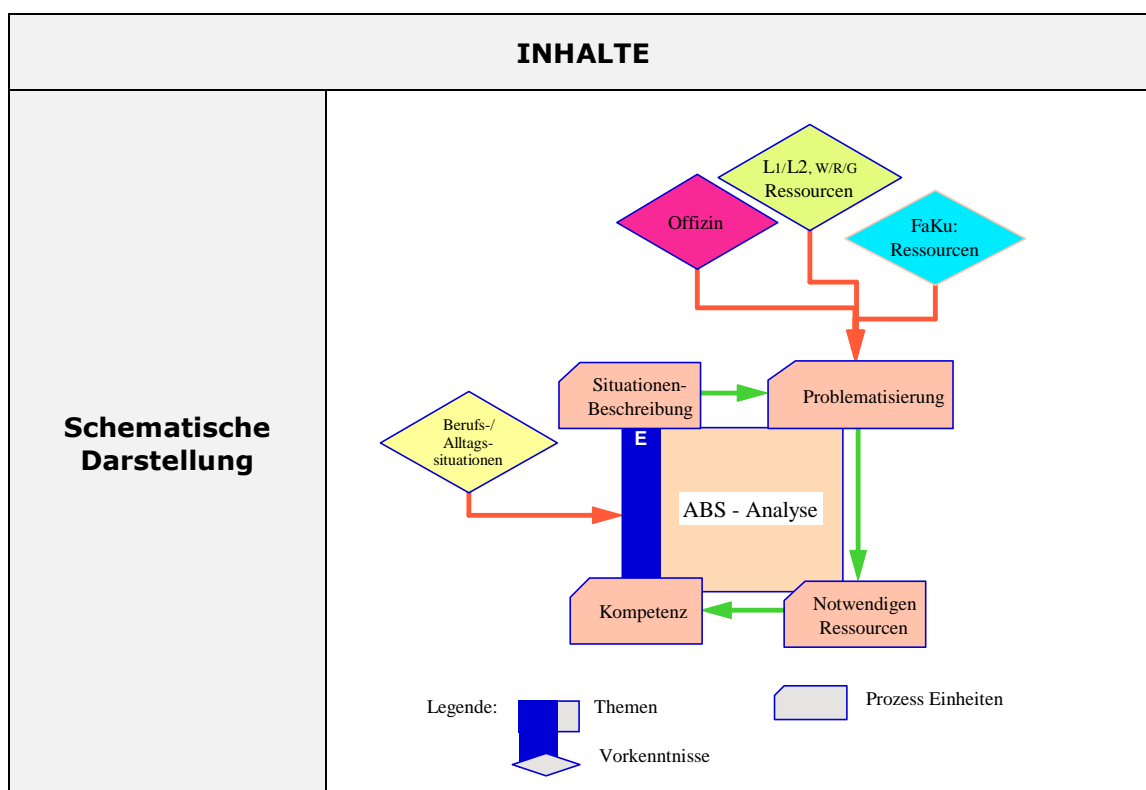 INHALTE
Schematische
Darstellung
L1/L2, W/R/G
Ressourcen
Offizin
FaKu:
Ressourcen
Situationen-
Beschreibung
Problematisierung
Berufs-/
Alltags-
situationen
E
ABS - Analyse
Kompetenz
Notwendigen
Ressourcen
Legende:
Themen
Prozess Einheiten
Vorkenntnisse